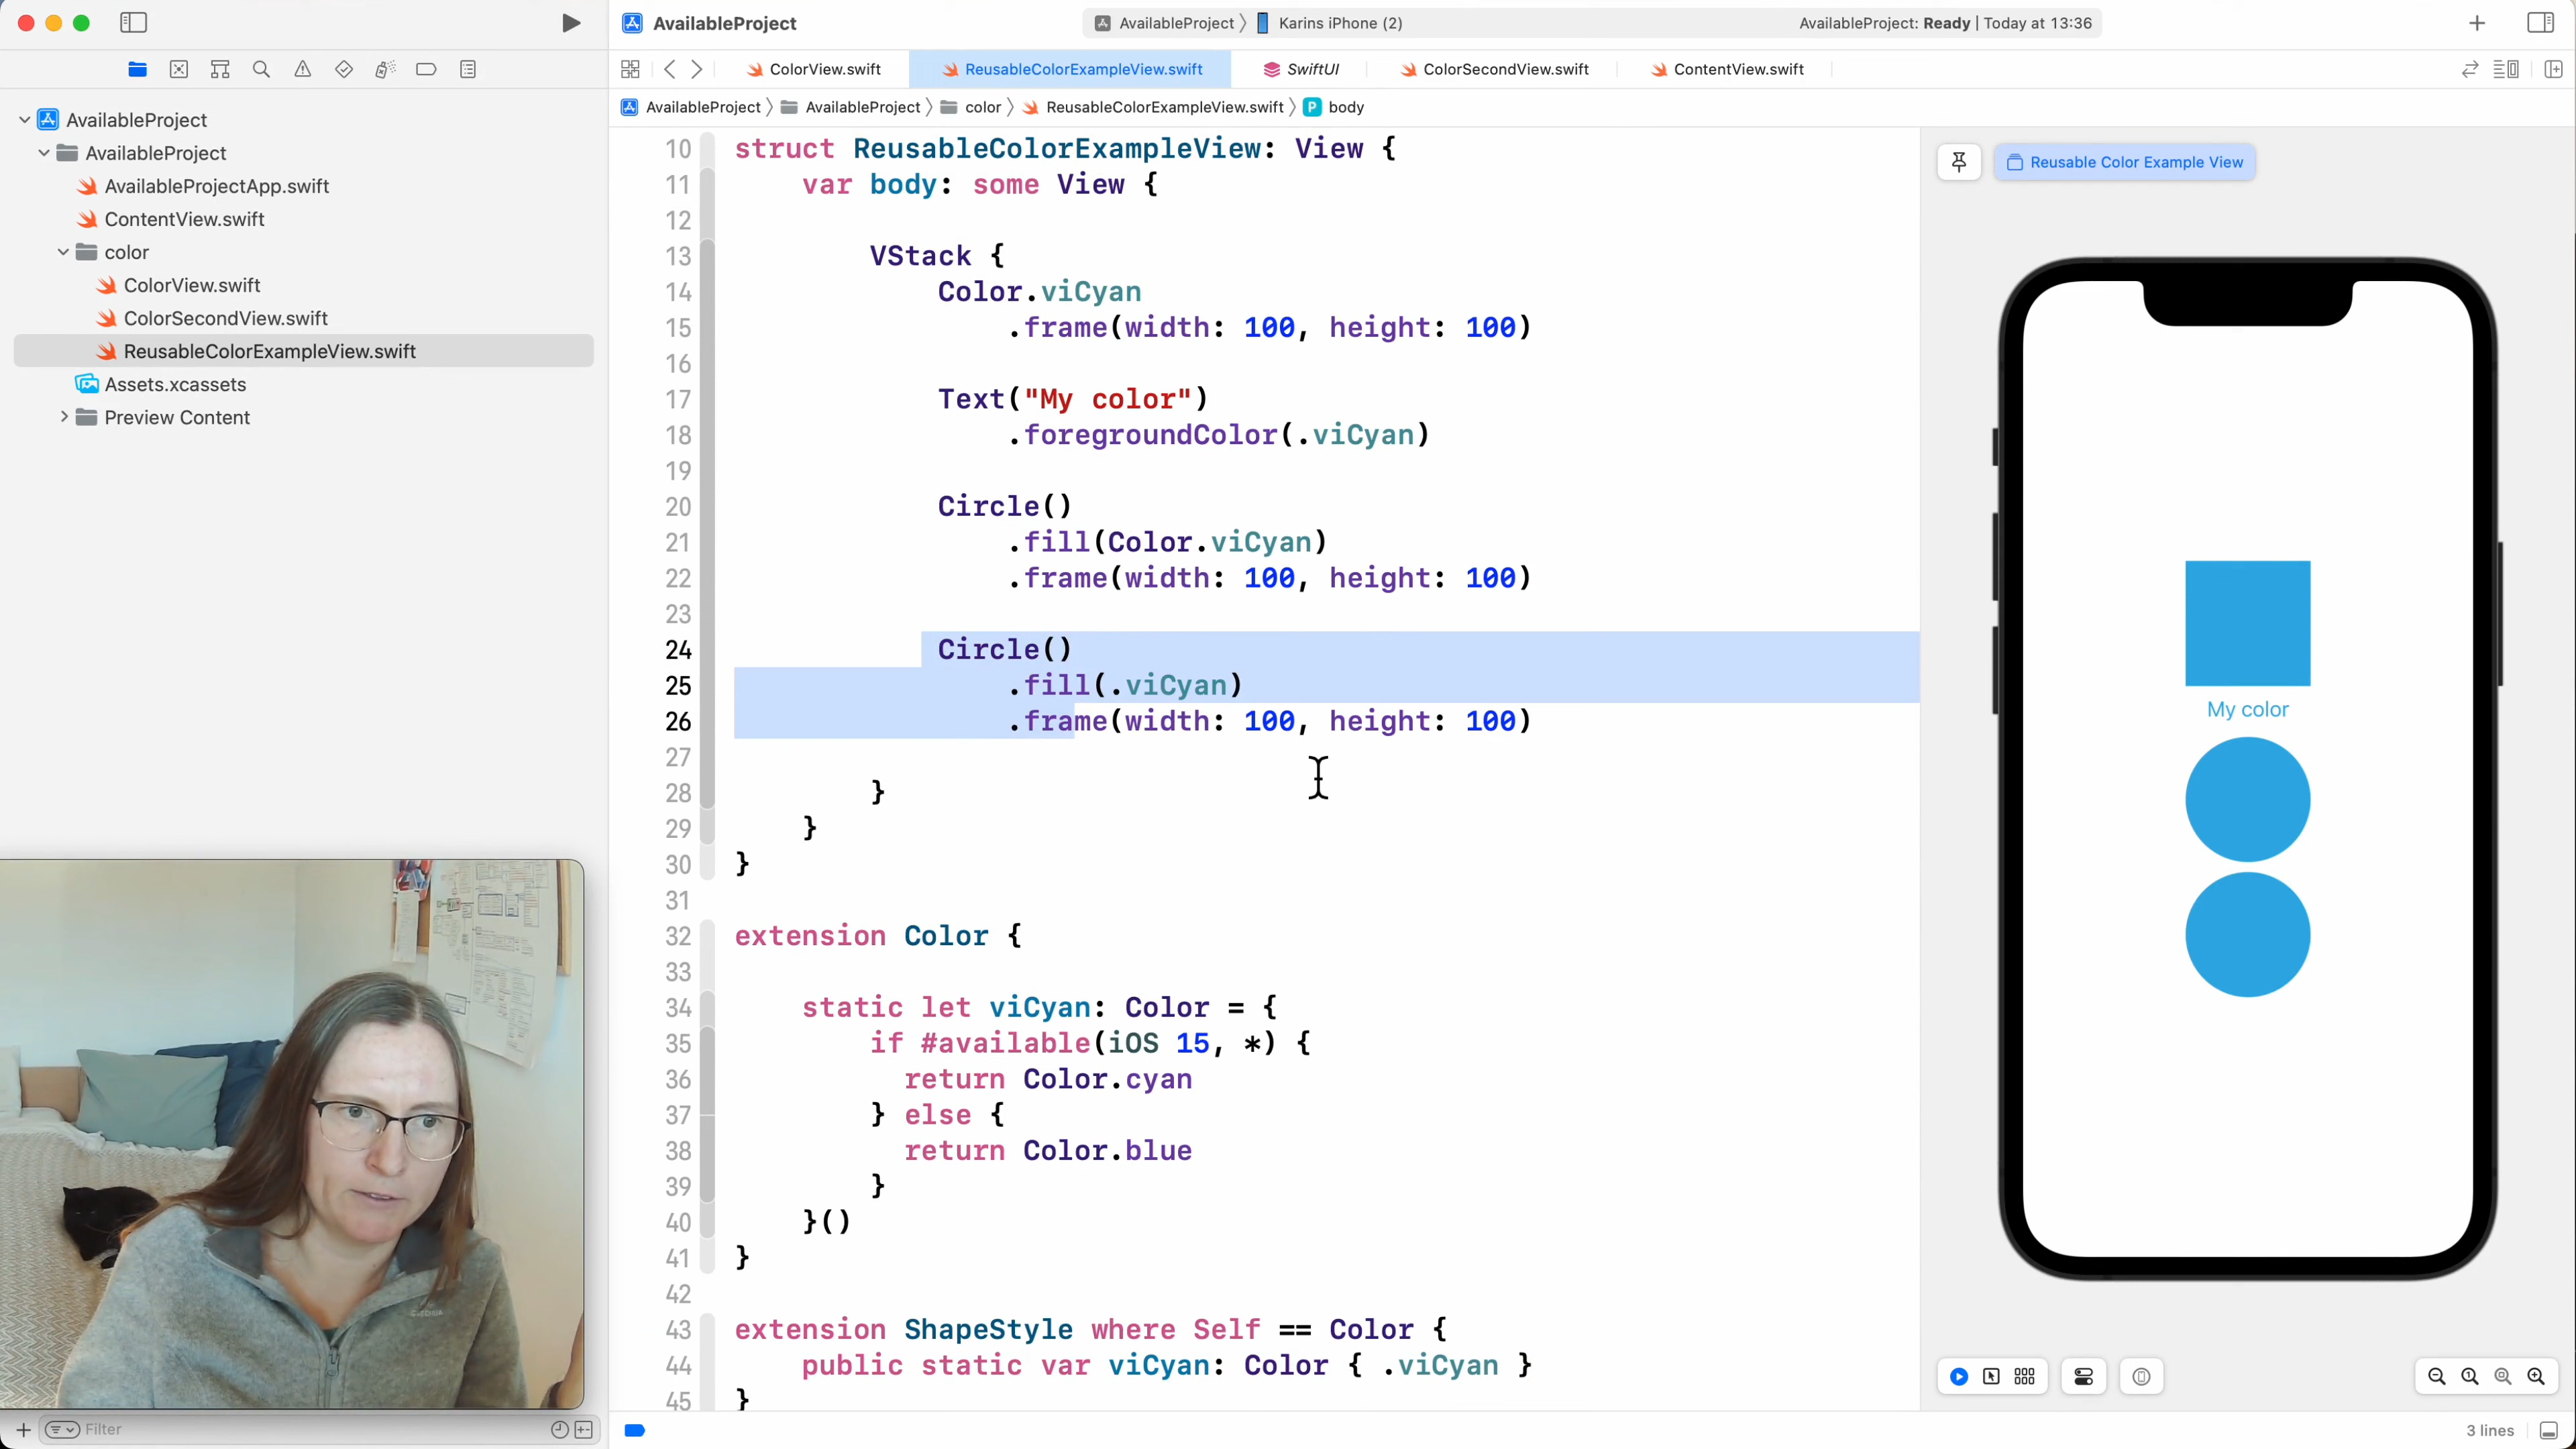 AvailableProject
AvailableProject
Karins iPhone (2)
AvailableProject: Ready | Today at 13:36
ColorView.swift
ReusableColorExampleView.swift
SwiftUI
ColorSecondView.swift
ContentView.swift
AvailableProject
AvailableProject
color
ReusableColorExampleView.swift
P
body
AvailableProject
AvailableProject
AvailableProjectApp.swift
ContentView.swift
color
ColorView.swift
ColorSecondView.swift
ReusableColorExampleView.swift
Assets.xcassets
Preview Content
10 struct ReusableColorExampleView: View {
11 var body: some View {
12
13 VStack {
14 Color.viCyan
15 .frame(width: 100, height: 100)
16
17 Text("My color")
18 .foregroundColor(.viCyan)
19
20 Circle()
21 .fill(Color.viCyan)
22 .frame(width: 100, height: 100)
23
24 Circle()
25 .fill(.viCyan)
26 .frame(width: 100, height: 100)
27
28 }
29 }
30 }
31
32 extension Color {
33
34 static let viCyan: Color = {
35 if #available(iOS 15, *) {
36 return Color.cyan
37 } else {
38 return Color.blue
39 }
40 }()
41 }
42
43 extension ShapeStyle where Self == Color {
44 public static var viCyan: Color { .viCyan }
45 }
Reusable Color Example View
My color
Filter
3 lines